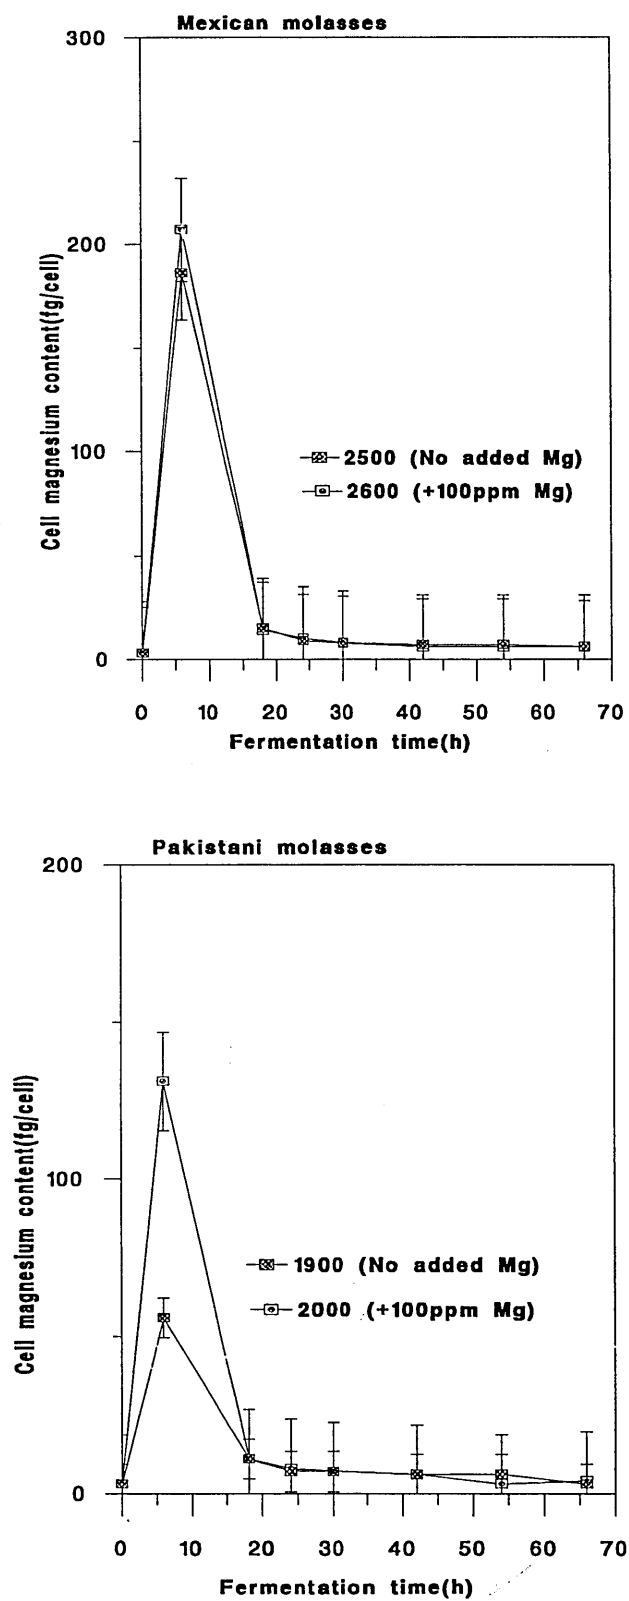 Mexican molasses
300
200
100
0
Cell magnesium content(fg/cell)
2500 (No added Mg)
2600 (+100ppm Mg)
0 10 20 30 40 50 60 70
Fermentation time(h)
Pakistani molasses
200
100
0
Cell magnesium content(fg/cell)
1900 (No added Mg)
2000 (+100ppm Mg)
0 10 20 30 40 50 60 70
Fermentation time(h)